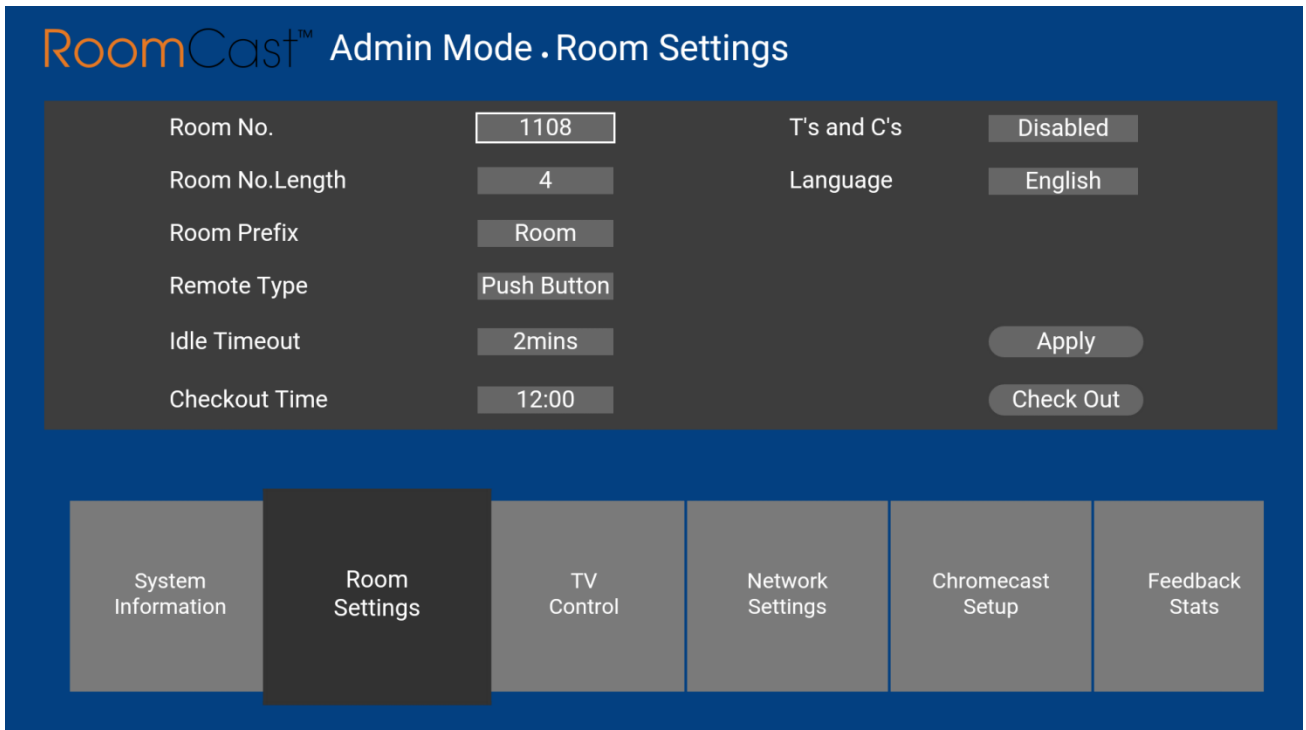 RoomCast™ Admin Mode • Room Settings
Room No. 1108 T's and C's Disabled
Room No.Length 4 Language English
Room Prefix Room
Remote Type Push Button
Idle Timeout 2mins Apply
Checkout Time 12:00 Check Out
System Information
Room Settings
TV Control
Network Settings
Chromecast Setup
Feedback Stats